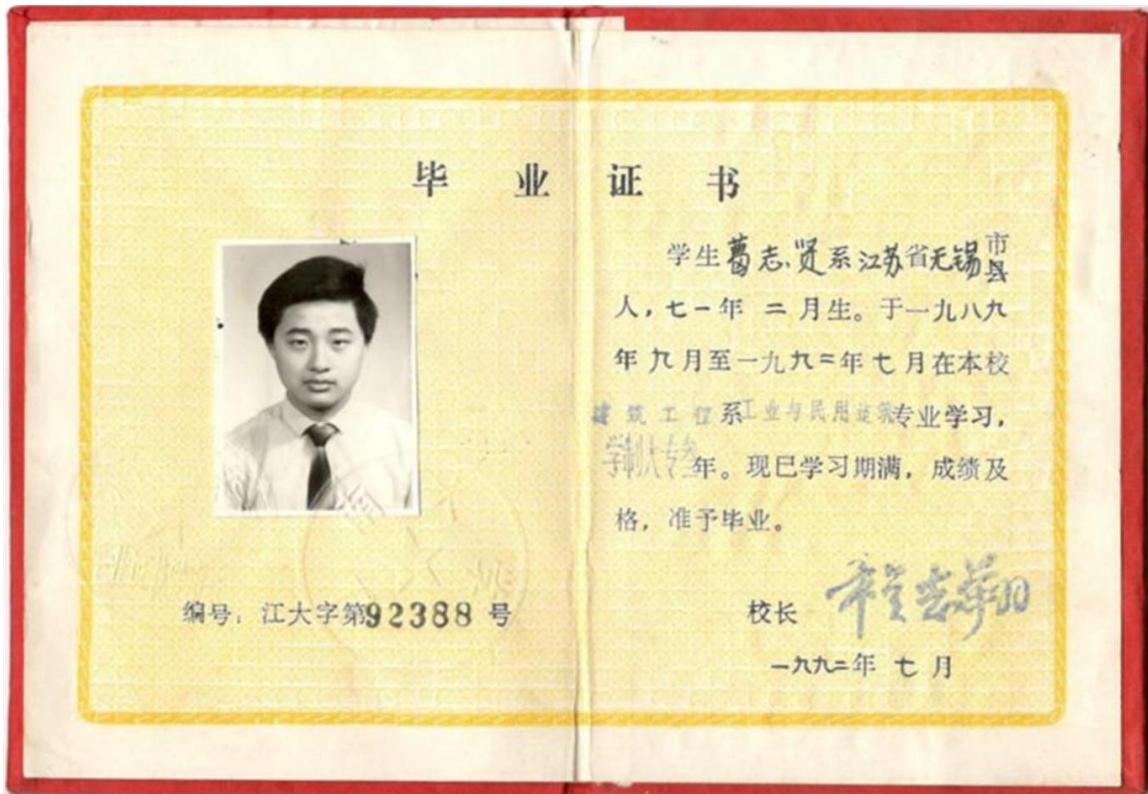 毕业证书
学生葛志贤系江苏省无锡市县
人，七一年 二月生。于一九八九
年九月至一九九二年七月在本校
建筑工程系工业与民用建筑专业学习，
学制大专叁年。现已学习期满，成绩及
格，准予毕业。
校长
一九九二年 七月
编号：江大字第92388号